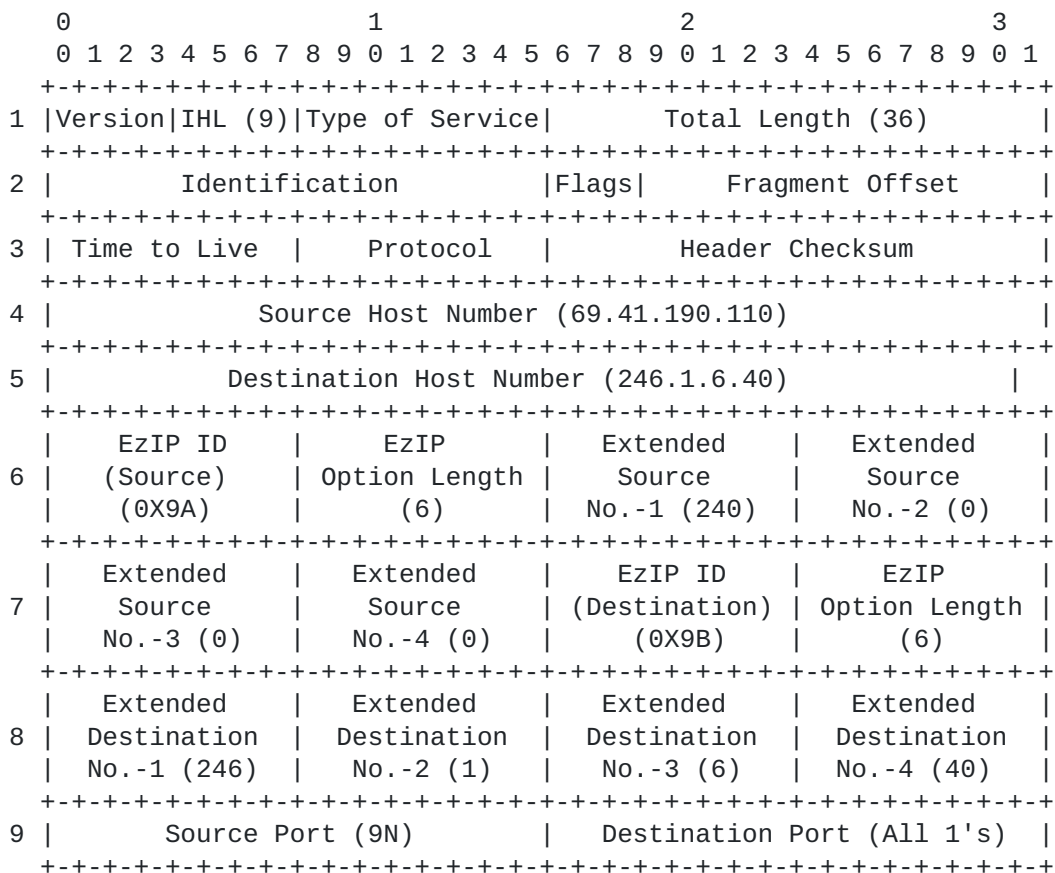 0                   1                   2                   3
    0 1 2 3 4 5 6 7 8 9 0 1 2 3 4 5 6 7 8 9 0 1 2 3 4 5 6 7 8 9 0 1
   +-+-+-+-+-+-+-+-+-+-+-+-+-+-+-+-+-+-+-+-+-+-+-+-+-+-+-+-+-+-+-+-+
 1 |Version|IHL (9)|Type of Service|       Total Length (36)       |
   +-+-+-+-+-+-+-+-+-+-+-+-+-+-+-+-+-+-+-+-+-+-+-+-+-+-+-+-+-+-+-+-+
 2 |        Identification         |Flags|     Fragment Offset     |
   +-+-+-+-+-+-+-+-+-+-+-+-+-+-+-+-+-+-+-+-+-+-+-+-+-+-+-+-+-+-+-+-+
 3 | Time to Live  |    Protocol   |        Header Checksum        |
   +-+-+-+-+-+-+-+-+-+-+-+-+-+-+-+-+-+-+-+-+-+-+-+-+-+-+-+-+-+-+-+-+
 4 |             Source Host Number (69.41.190.110)                |
   +-+-+-+-+-+-+-+-+-+-+-+-+-+-+-+-+-+-+-+-+-+-+-+-+-+-+-+-+-+-+-+-+
 5 |           Destination Host Number (246.1.6.40)              |
   +-+-+-+-+-+-+-+-+-+-+-+-+-+-+-+-+-+-+-+-+-+-+-+-+-+-+-+-+-+-+-+-+
   |    EzIP ID    |     EzIP      |   Extended    |   Extended    |
 6 |   (Source)    | Option Length |    Source     |    Source     |
   |    (0X9A)     |      (6)      |  No.-1 (240)  |   No.-2 (0)   |
   +-+-+-+-+-+-+-+-+-+-+-+-+-+-+-+-+-+-+-+-+-+-+-+-+-+-+-+-+-+-+-+-+
   |   Extended    |   Extended    |    EzIP ID    |     EzIP      |
 7 |    Source     |    Source     | (Destination) | Option Length |
   |   No.-3 (0)   |   No.-4 (0)   |     (0X9B)    |      (6)      |
   +-+-+-+-+-+-+-+-+-+-+-+-+-+-+-+-+-+-+-+-+-+-+-+-+-+-+-+-+-+-+-+-+
   |   Extended    |   Extended    |   Extended    |   Extended    |
 8 |  Destination  |  Destination  |  Destination  |  Destination  |
   |  No.-1 (246)  |   No.-2 (1)   |   No.-3 (6)   |  No.-4 (40)   |
   +-+-+-+-+-+-+-+-+-+-+-+-+-+-+-+-+-+-+-+-+-+-+-+-+-+-+-+-+-+-+-+-+
 9 |       Source Port (9N)        |   Destination Port (All 1's)  |
   +-+-+-+-+-+-+-+-+-+-+-+-+-+-+-+-+-+-+-+-+-+-+-+-+-+-+-+-+-+-+-+-+